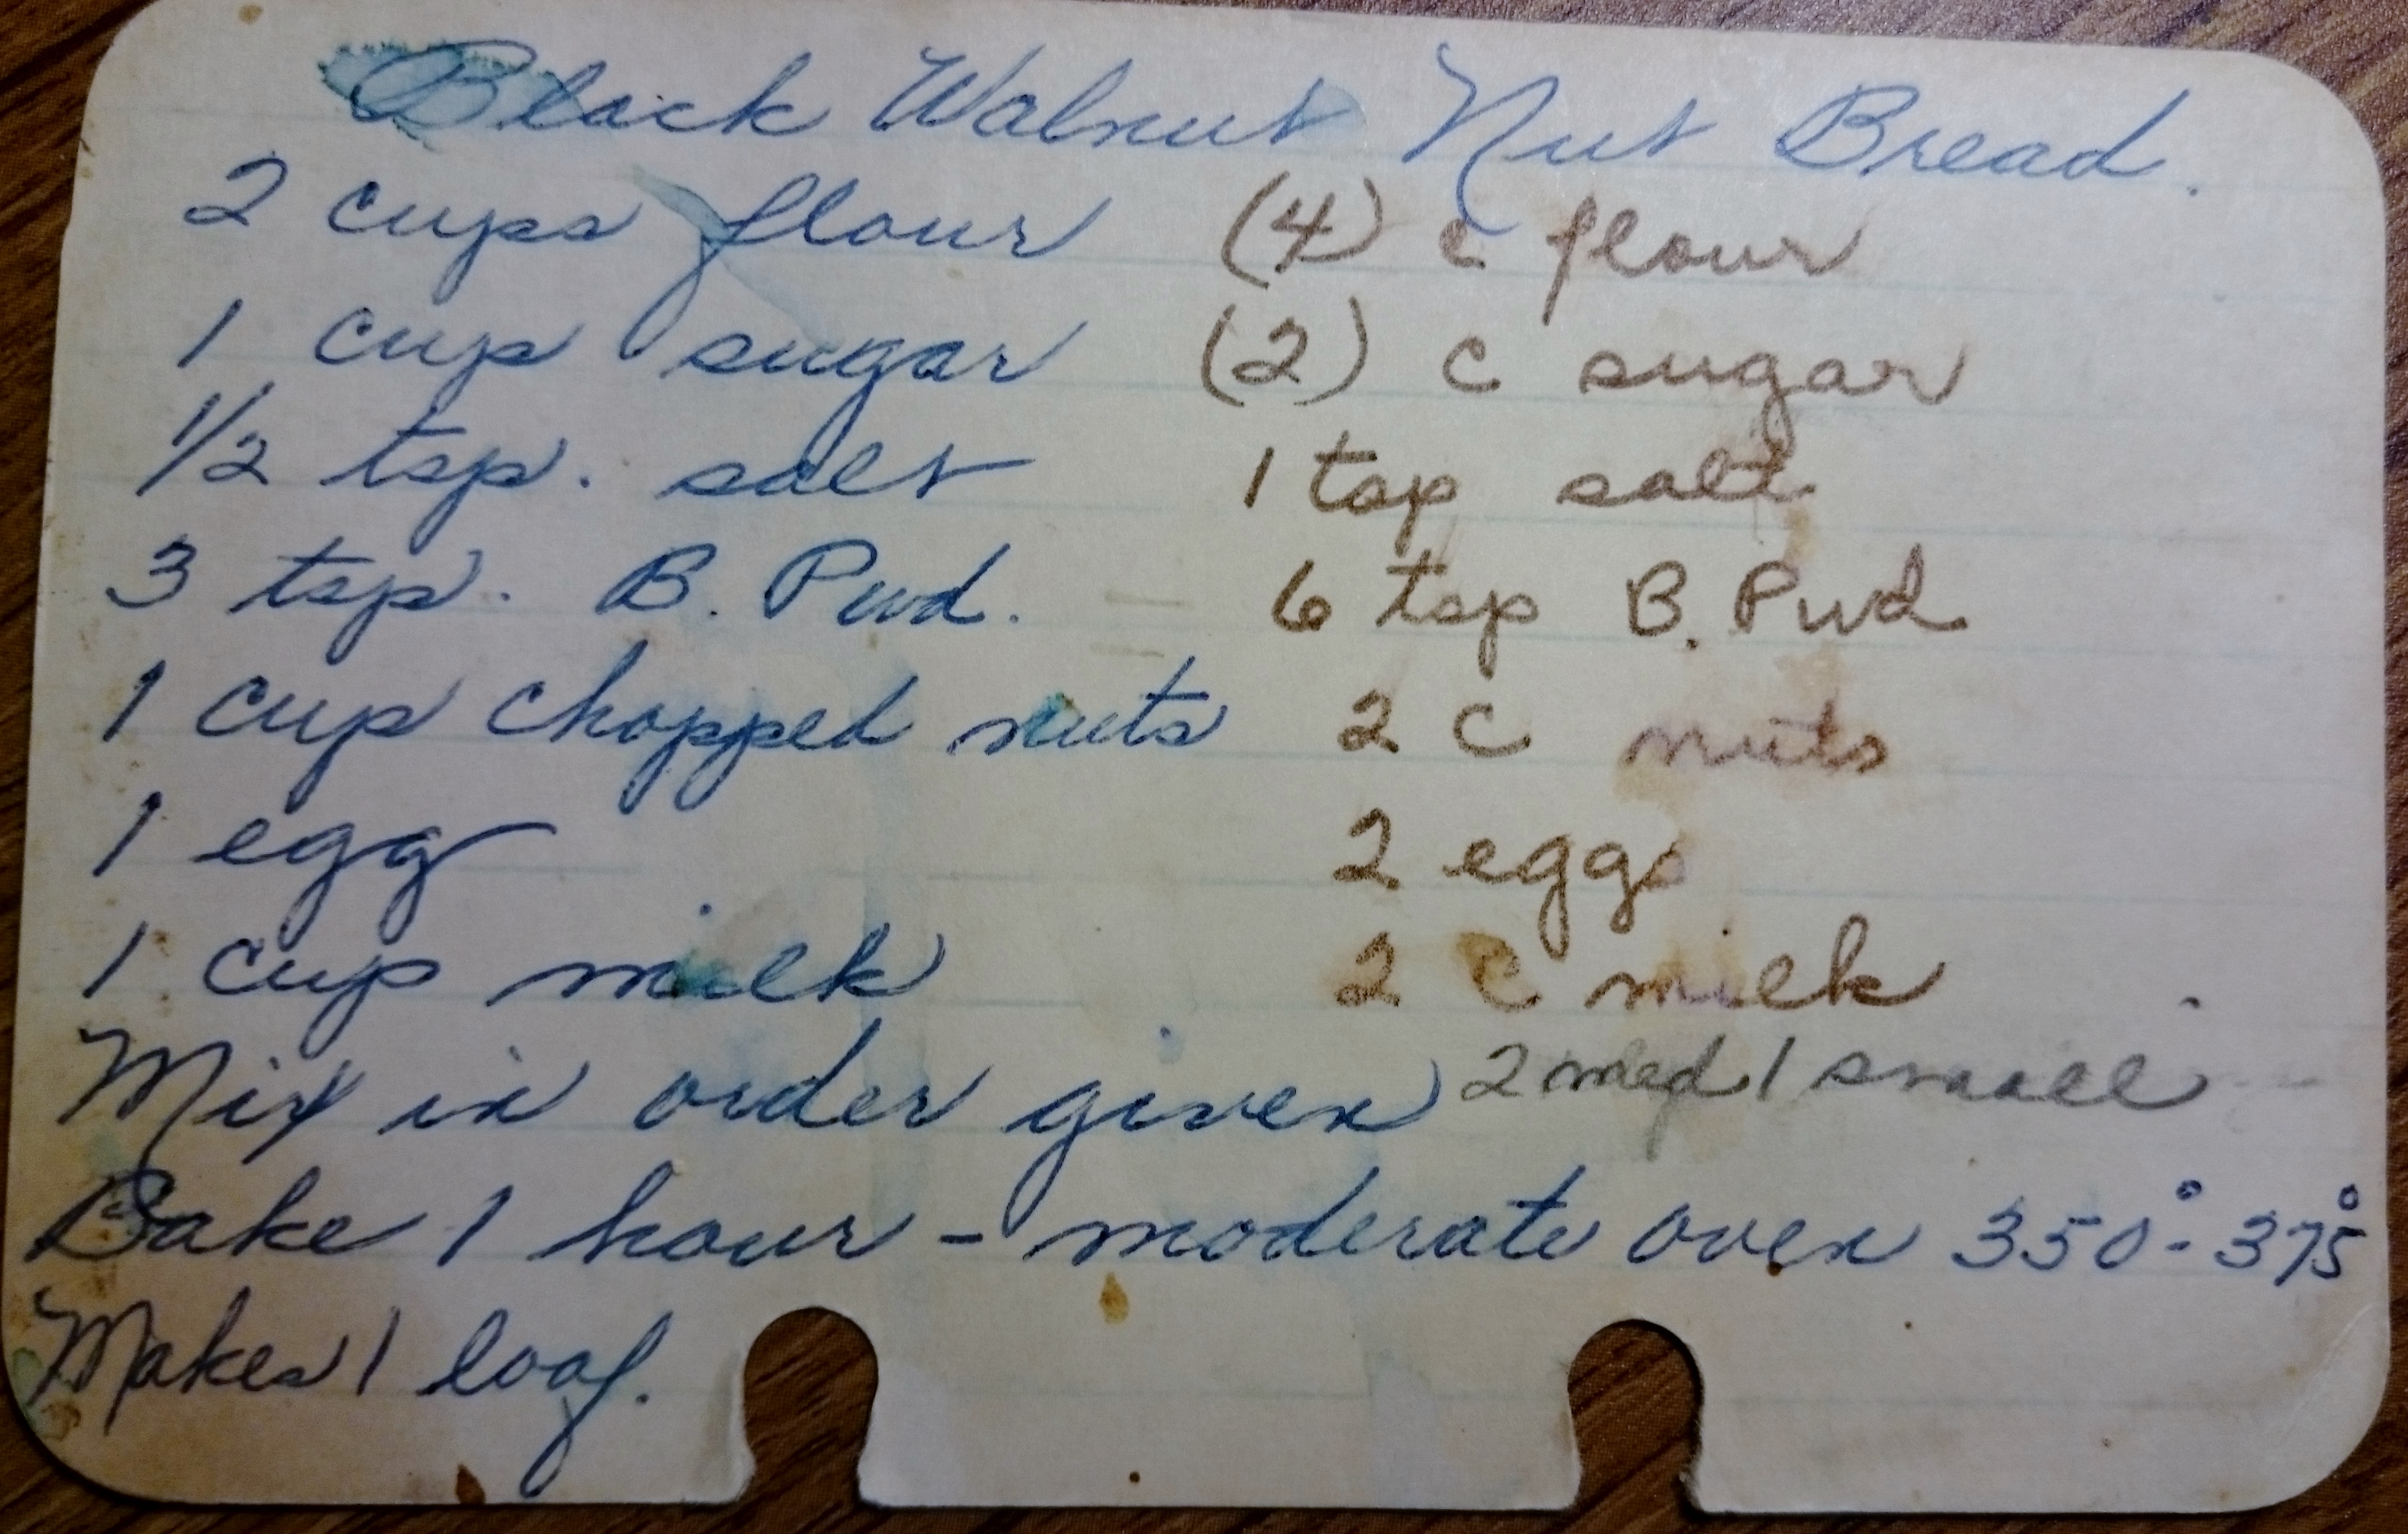 Black Walnut Nut Bread.
2 cups flour (4) c flour
1 cup sugar (2) c sugar
1/2 tsp. salt 1 tsp salt
3 tsp. B. Pwd. = 6 tsp B. Pwd
1 cup chopped nuts 2 C nuts
1 egg 2 eggs
1 cup milk 2 C milk
Mix in order given 2 med 1 small
Bake 1 hour - moderate oven 350°-375°
Makes 1 loaf.